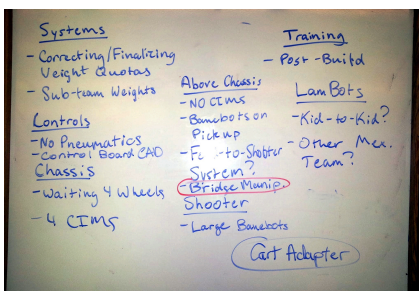 Systems
- Correcting/Finalizing
Weight Quotas
- Sub-team Weights
Controls
- No Pneumatics
- Control Board CAD
Chassis
- Waiting 4 Wheels
- 4 CIMS
Above Chassis
- NO CIMS
- Banebots on
Pickup
- -to-Shooter
System?
- Bridge Manip.
Shooter
- Large Banebots
Training
- Post-Build
Lam Bots
- Kid-to-Kid?
- Other Mex.
Team?
Cart Adapter